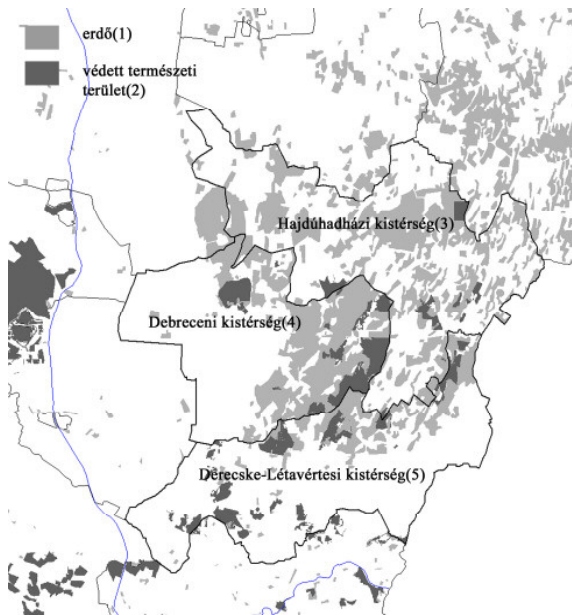 erdő(1)
védett természeti
terület(2)
Hajdúhadházi kistérség(3)
Debreceni kistérség(4)
Derecske-Létavértesi kistérség(5)